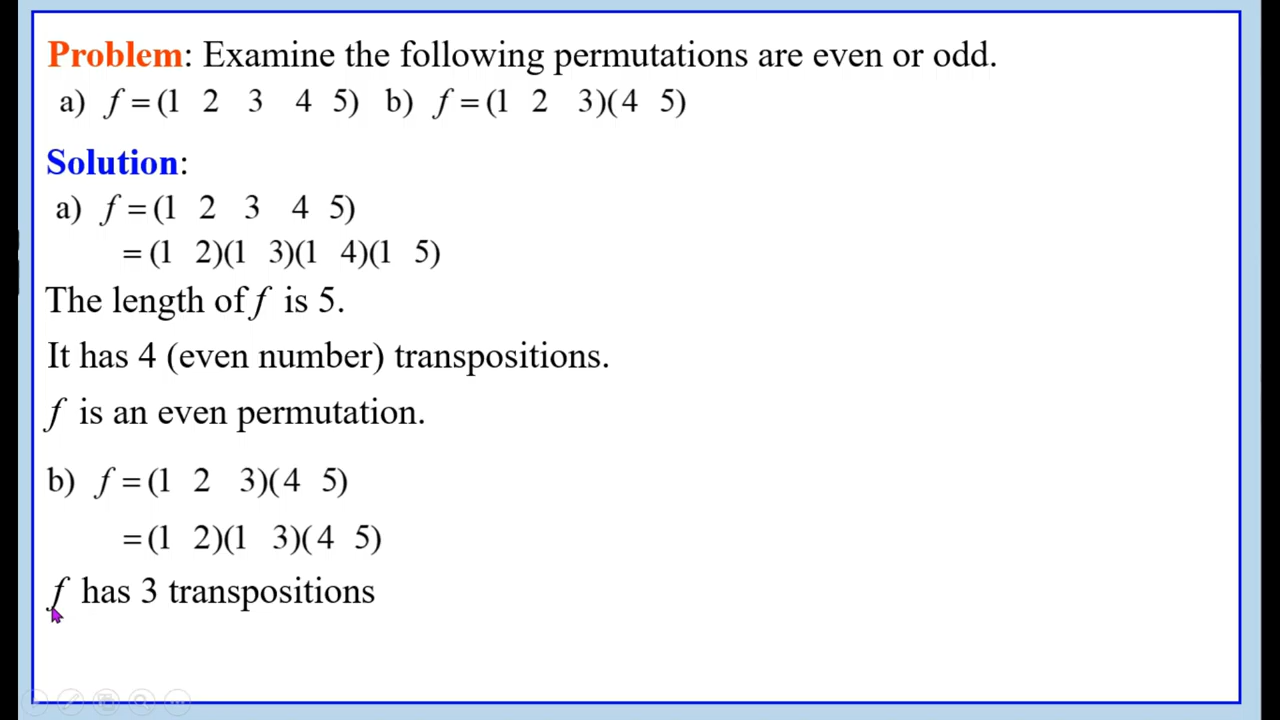 Problem: Examine the following permutations are even or odd.
a) f = (1 2 3 4 5) b) f = (1 2 3)(4 5)
Solution:
a) f = (1 2 3 4 5)
= (1 2)(1 3)(1 4)(1 5)
The length of f is 5.
It has 4 (even number) transpositions.
f is an even permutation.
b) f = (1 2 3)(4 5)
= (1 2)(1 3)(4 5)
f has 3 transpositions